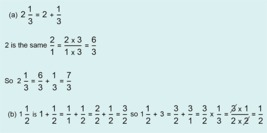 (a) 2 1/3 = 2 + 1/3
2 is the same 2/1 = 2 x 3/1 x 3 = 6/3
So 2 1/3 = 6/3 + 1/3 = 7/3
(b) 1 1/2 is 1 + 1/2 = 1/1 + 1/2 = 2/2 + 1/2 = 3/2 so 1 1/2 ÷ 3 = 3/2 ÷ 3/1 = 3/2 x 1/3 = 3 x 1/2 x 3 = 1/2